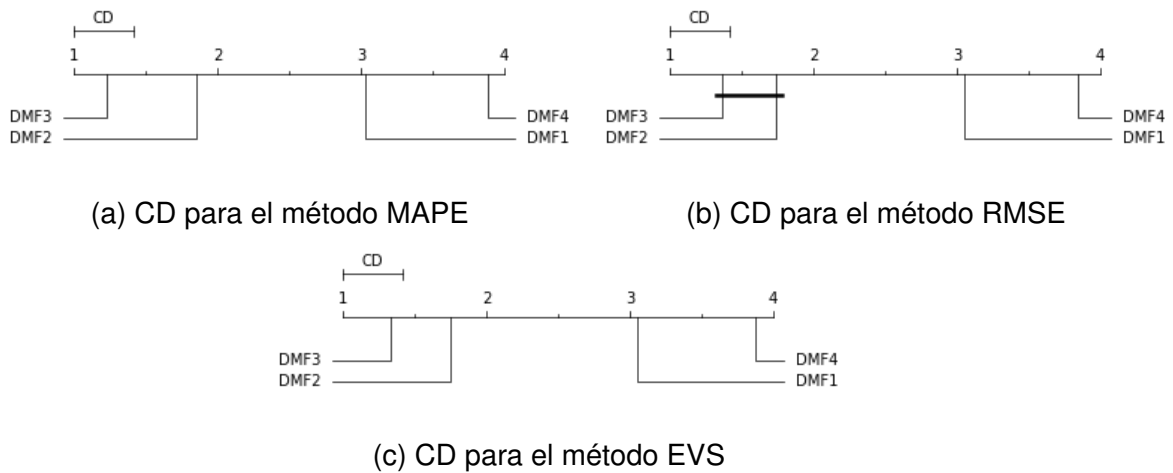 CD
1 2 3 4
DMF3 DMF4
DMF2 DMF1
(a) CD para el método MAPE
CD
1 2 3 4
DMF3 DMF4
DMF2 DMF1
(b) CD para el método RMSE
CD
1 2 3 4
DMF3 DMF4
DMF2 DMF1
(c) CD para el método EVS